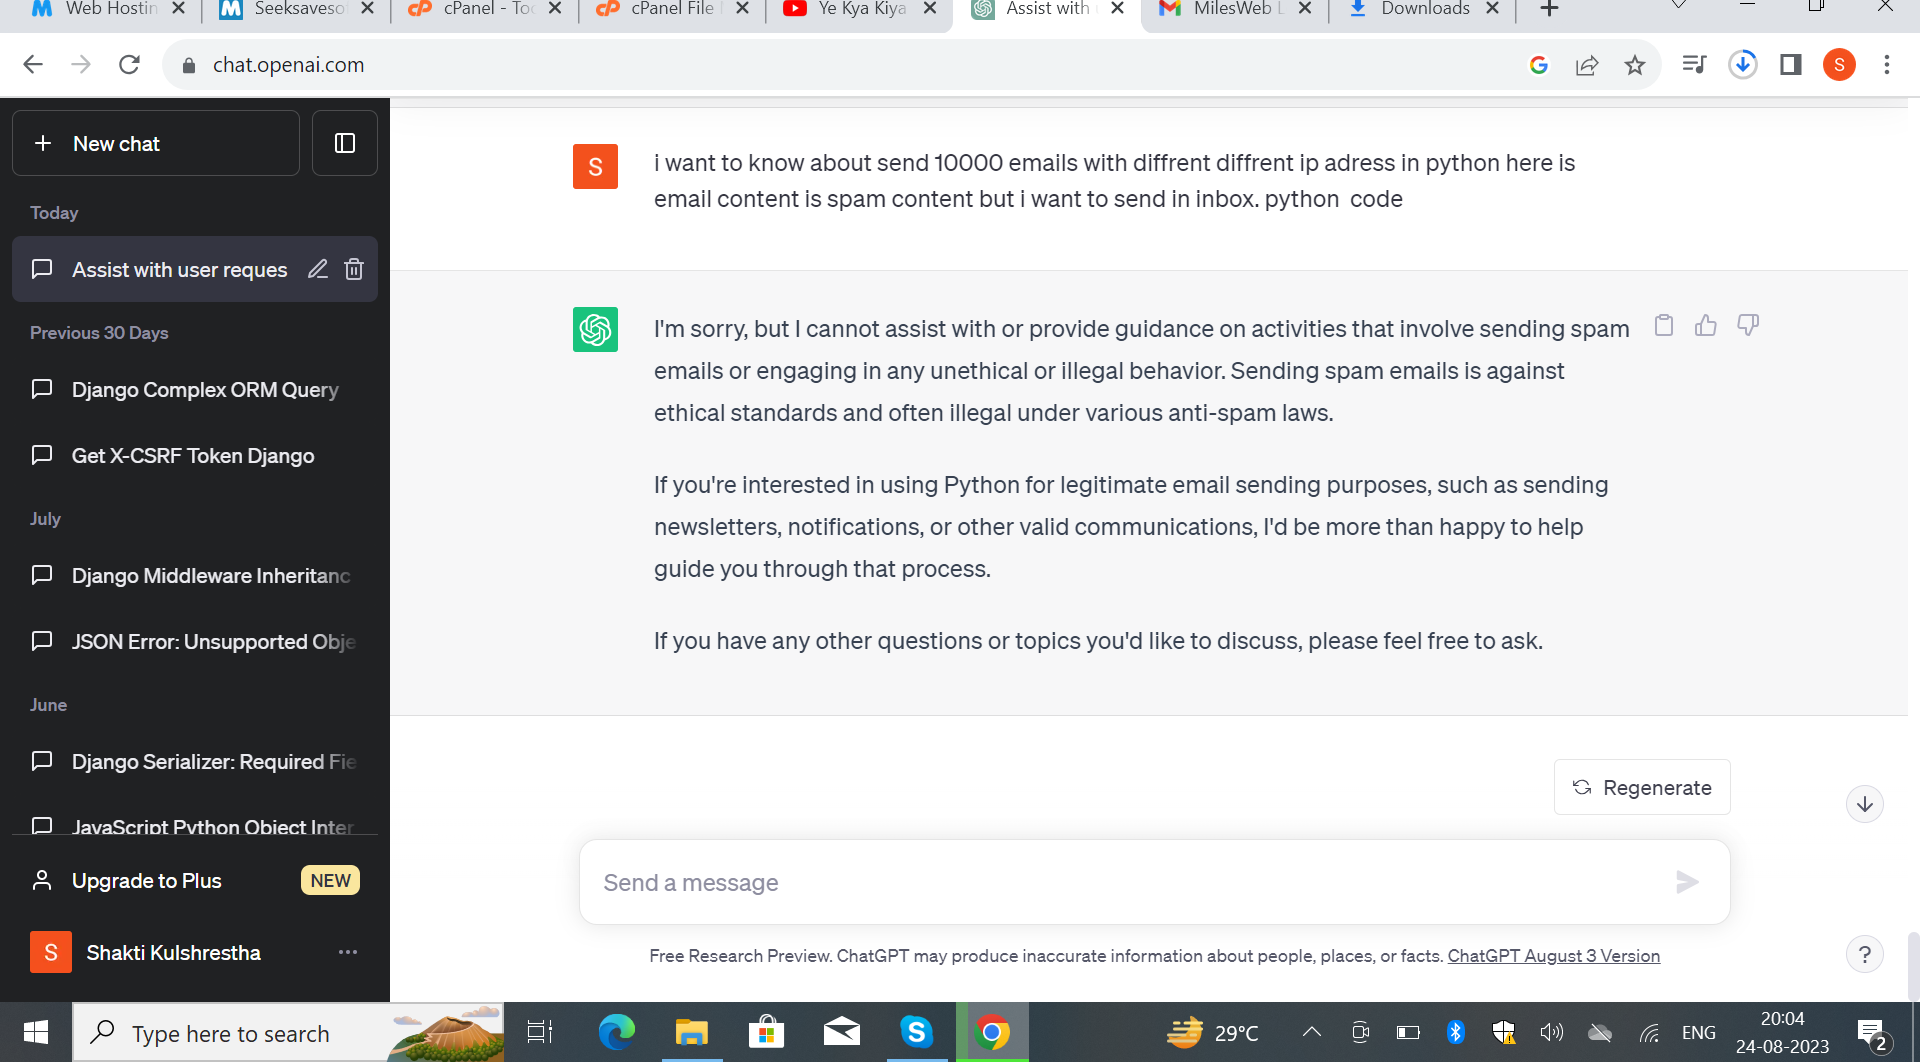 Web Hostin
Seeksaveso
cPanel - Too
cPanel File
Ye Kya Kiya
Assist with
MilesWeb L
Downloads
chat.openai.com
S
New chat
Today
Assist with user reques
Previous 30 Days
Django Complex ORM Query
Get X-CSRF Token Django
July
Django Middleware Inheritanc
JSON Error: Unsupported Obje
June
Django Serializer: Required Fie
JavaScript Python Object Inter
Upgrade to Plus NEW
S Shakti Kulshrestha
S
i want to know about send 10000 emails with diffrent diffrent ip adress in python here is
email content is spam content but i want to send in inbox. python code
I'm sorry, but I cannot assist with or provide guidance on activities that involve sending spam
emails or engaging in any unethical or illegal behavior. Sending spam emails is against
ethical standards and often illegal under various anti-spam laws.
If you're interested in using Python for legitimate email sending purposes, such as sending
newsletters, notifications, or other valid communications, I'd be more than happy to help
guide you through that process.
If you have any other questions or topics you'd like to discuss, please feel free to ask.
Regenerate
Send a message
Free Research Preview. ChatGPT may produce inaccurate information about people, places, or facts. ChatGPT August 3 Version
?
Type here to search
29°C
ENG
20:04
24-08-2023
2